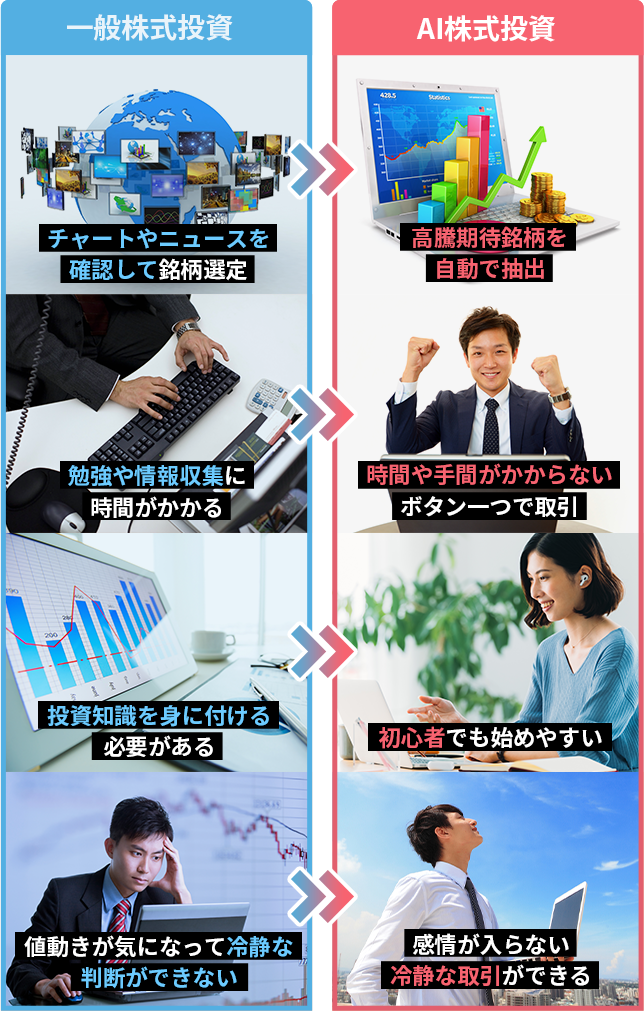 一般株式投資
AI株式投資
チャートやニュースを
確認して銘柄選定
428.5
Statistics
高騰期待銘柄を
自動で抽出
勉強や情報収集に
時間がかかる
時間や手間がかからない
ボタン一つで取引
投資知識を身に付ける
必要がある
初心者でも始めやすい
値動きが気になって冷静な
判断ができない
感情が入らない
冷静な取引ができる